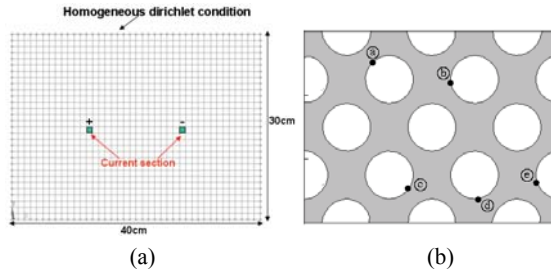 Homogeneous dirichlet condition
+
-
Current section
30cm
40cm
(a)
a
b
c
d
e
(b)